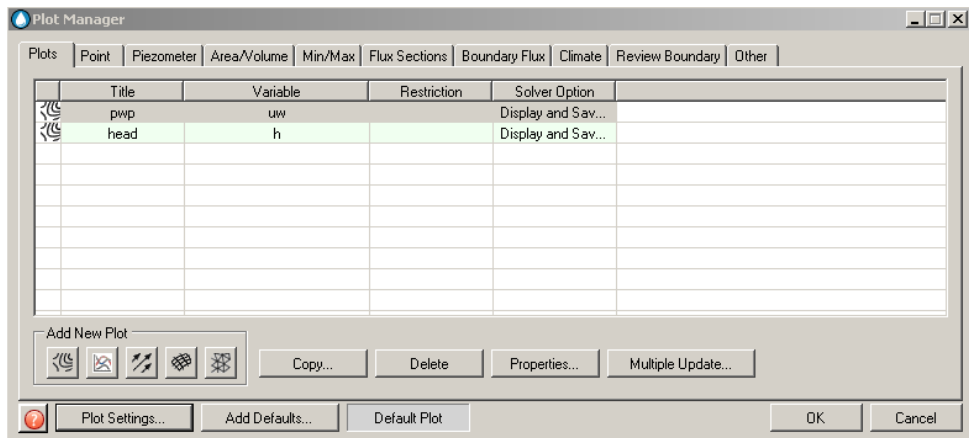 Plot Manager
Plots Point Piezometer Area/Volume Min/Max Flux Sections Boundary Flux Climate Review Boundary Other
Title Variable Restriction Solver Option
pwp uw Display and Sav...
head h Display and Sav...
Add New Plot
Copy... Delete Properties... Multiple Update...
? Plot Settings... Add Defaults... Default Plot OK Cancel